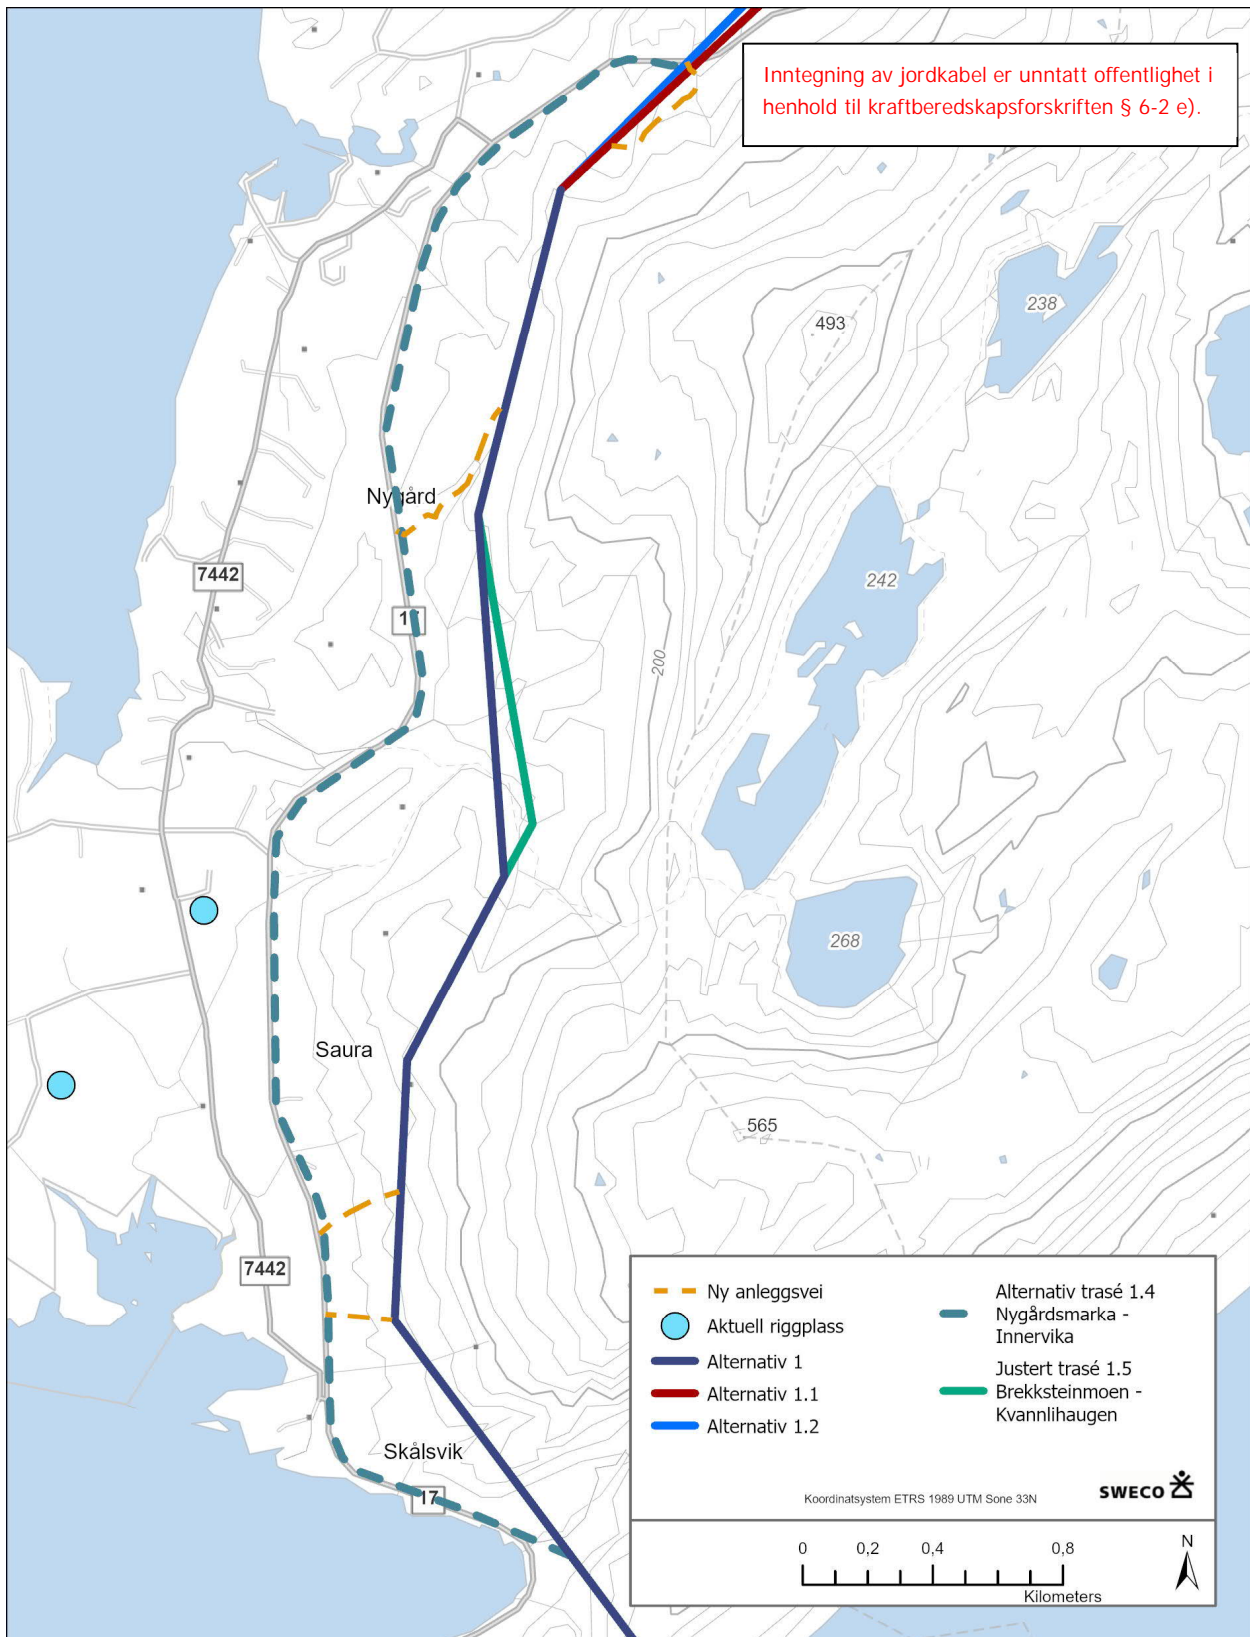 Inntegning av jordkabel er unntatt offentlighet i
henhold til kraftberedskapsforskriften § 6-2 e).
238
493
Nygård
242
7442
17
200
268
Saura
565
7442
Skålsvik
17
Ny anleggsvei
Aktuell riggplass
Alternativ 1
Alternativ 1.1
Alternativ 1.2
Alternativ trasé 1.4
Nygårdsmarka -
Innervika
Justert trasé 1.5
Brekksteinmoen -
Kvannlihaugen
Koordinatsystem ETRS 1989 UTM Sone 33N
SWECO
0 0,2 0,4 0,8
Kilometers
N